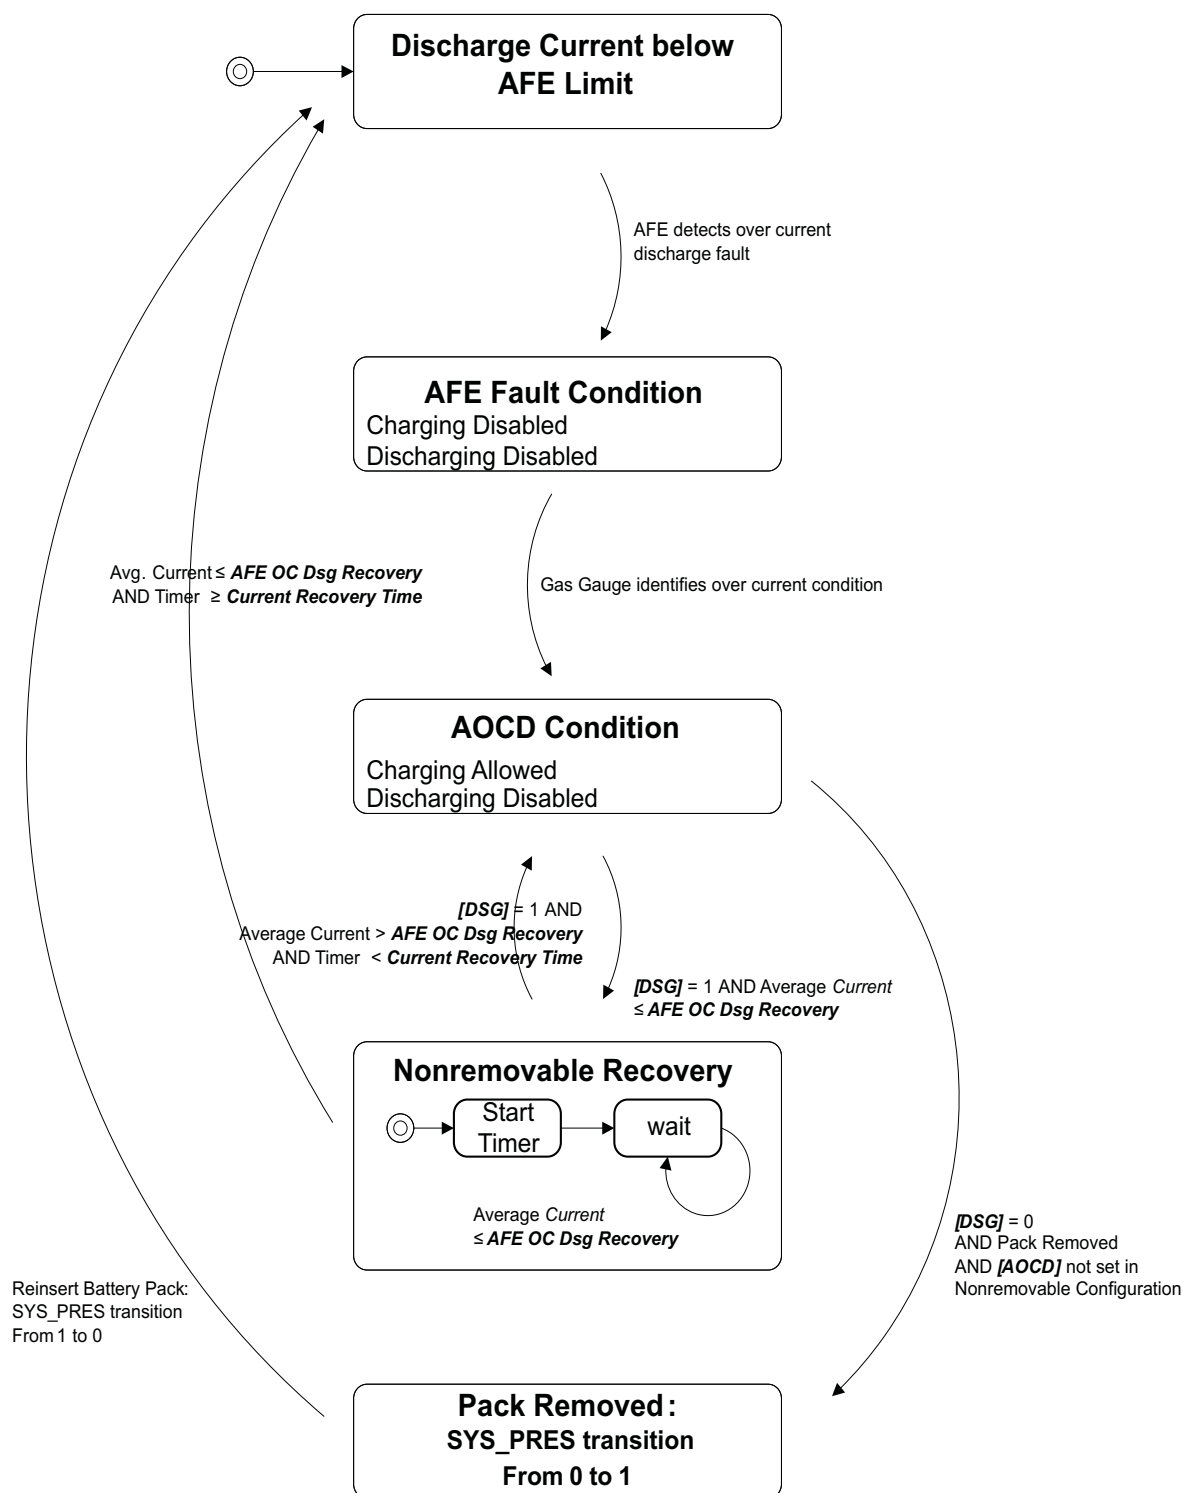 Discharge Current below
AFE Limit
AFE detects over current
discharge fault
AFE Fault Condition
Charging Disabled
Discharging Disabled
Avg. Current ≤ AFE OC Dsg Recovery
AND Timer ≥ Current Recovery Time
Gas Gauge identifies over current condition
AOCD Condition
Charging Allowed
Discharging Disabled
[DSG] = 1 AND
Average Current > AFE OC Dsg Recovery
AND Timer < Current Recovery Time
[DSG] = 1 AND Average Current
≤ AFE OC Dsg Recovery
Nonremovable Recovery
Start
Timer
wait
Average Current
≤ AFE OC Dsg Recovery
[DSG] = 0
AND Pack Removed
AND [AOCD] not set in
Nonremovable Configuration
Reinsert Battery Pack:
SYS_PRES transition
From 1 to 0
Pack Removed:
SYS_PRES transition
From 0 to 1